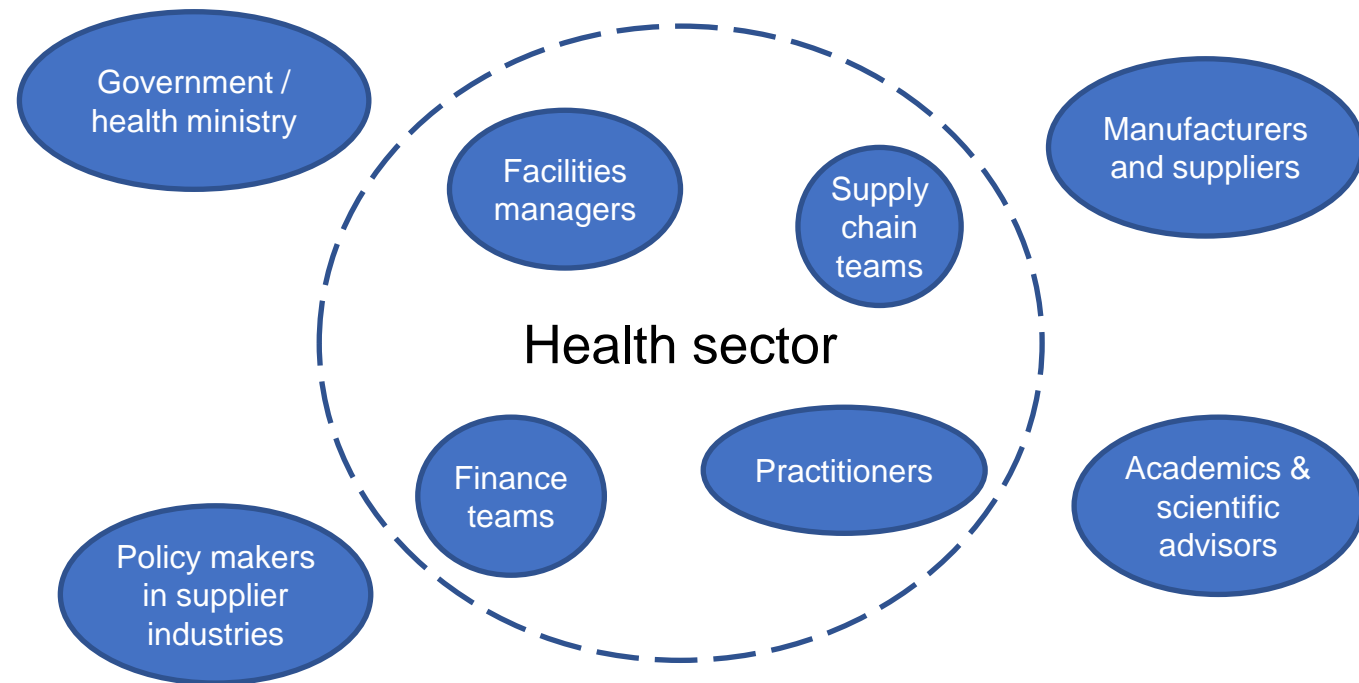 Government /
health ministry
Facilities
managers
Supply
chain
teams
Manufacturers
and suppliers
Health sector
Finance
teams
Practitioners
Academics &
scientific
advisors
Policy makers
in supplier
industries